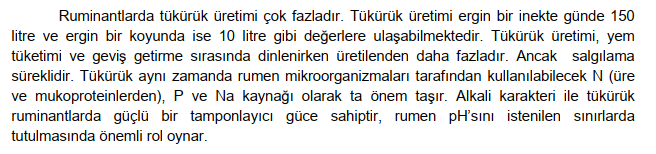 Ruminantlarda tükürük üretimi çok fazladır. Tükürük üretimi ergin bir inekte günde 150
litre ve ergin bir koyunda ise 10 litre gibi değerlere ulaşabilmektedir. Tükürük üretimi, yem
tüketimi ve geviş getirme sırasında dinlenirken üretilenden daha fazladır. Ancak salgılama
süreklidir. Tükürük aynı zamanda rumen mikroorganizmaları tarafından kullanılabilecek N (üre
ve mukoproteinlerden), P ve Na kaynağı olarak ta önem taşır. Alkali karakteri ile tükürük
ruminantlarda güçlü bir tamponlayıcı güce sahiptir, rumen pH’sını istenilen sınırlarda
tutulmasında önemli rol oynar.